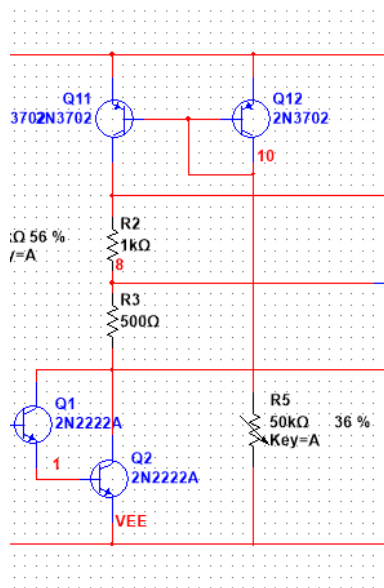 Q11
3702
2N3702
Q12
2N3702
10
R2
1kΩ
kΩ 56 %
y=A
8
R3
500Ω
Q1
2N2222A
1
Q2
2N2222A
VEE
R5
50kΩ 36 %
Key=A